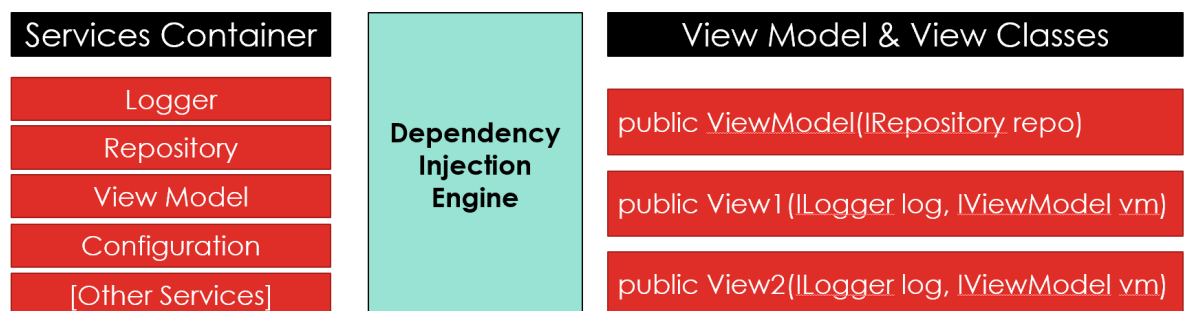 Services Container
Logger
Repository
View Model
Configuration
[Other Services]
Dependency
Injection
Engine
View Model & View Classes
public ViewModel(IRepository repo)
public View1(ILogger log, IViewModel vm)
public View2(ILogger log, IViewModel vm)